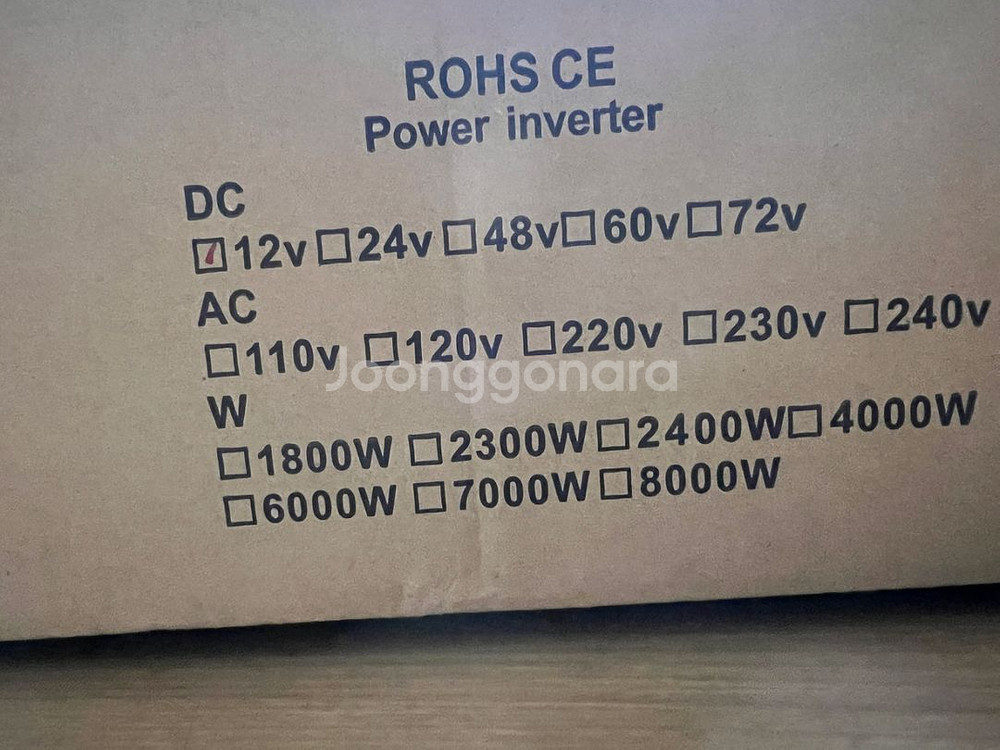 ROHS CE
Power inverter
DC
☑12v □24v □48v □60v □72v
AC
□110v □120v □220v □230v □240v
Joonggonara
W
□1800W □2300W □2400W □4000W
□6000W □7000W □8000W